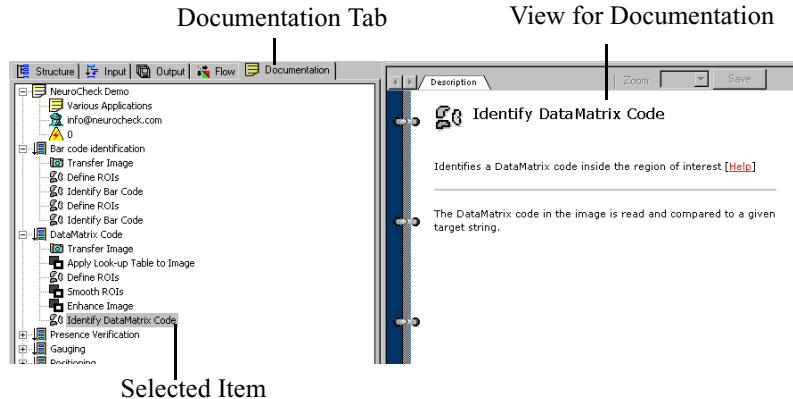 Documentation Tab
View for Documentation
Structure Input Output Flow Documentation
NeuroCheck Demo
Various Applications
info@neurocheck.com
0
Bar code identification
Transfer Image
Define ROIs
Identify Bar Code
Define ROIs
Identify Bar Code
DataMatrix Code
Transfer Image
Apply Look-up Table to Image
Define ROIs
Smooth ROIs
Enhance Image
Identify DataMatrix Code
Presence Verification
Gauging
Positioning
Description Zoom: Save
Identify DataMatrix Code
Identifies a DataMatrix code inside the region of interest [Help]
The DataMatrix code in the image is read and compared to a given
target string.
Selected Item